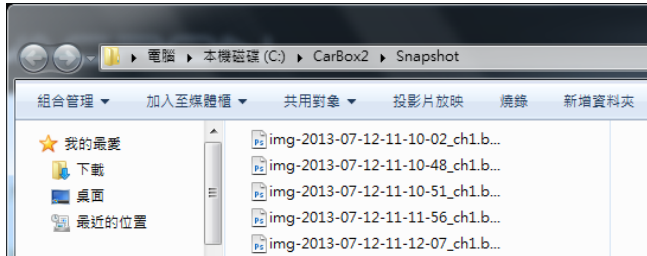 電腦 ▸ 本機磁碟 (C:) ▸ CarBox2 ▸ Snapshot
組合管理 ▼ 加入至媒體櫃 ▼ 共用對象 ▼ 投影片放映 燒錄 新增資料夾
我的最愛
下載
桌面
最近的位置
img-2013-07-12-11-10-02_ch1.b...
img-2013-07-12-11-10-48_ch1.b...
img-2013-07-12-11-10-51_ch1.b...
img-2013-07-12-11-11-56_ch1.b...
img-2013-07-12-11-12-07_ch1.b...